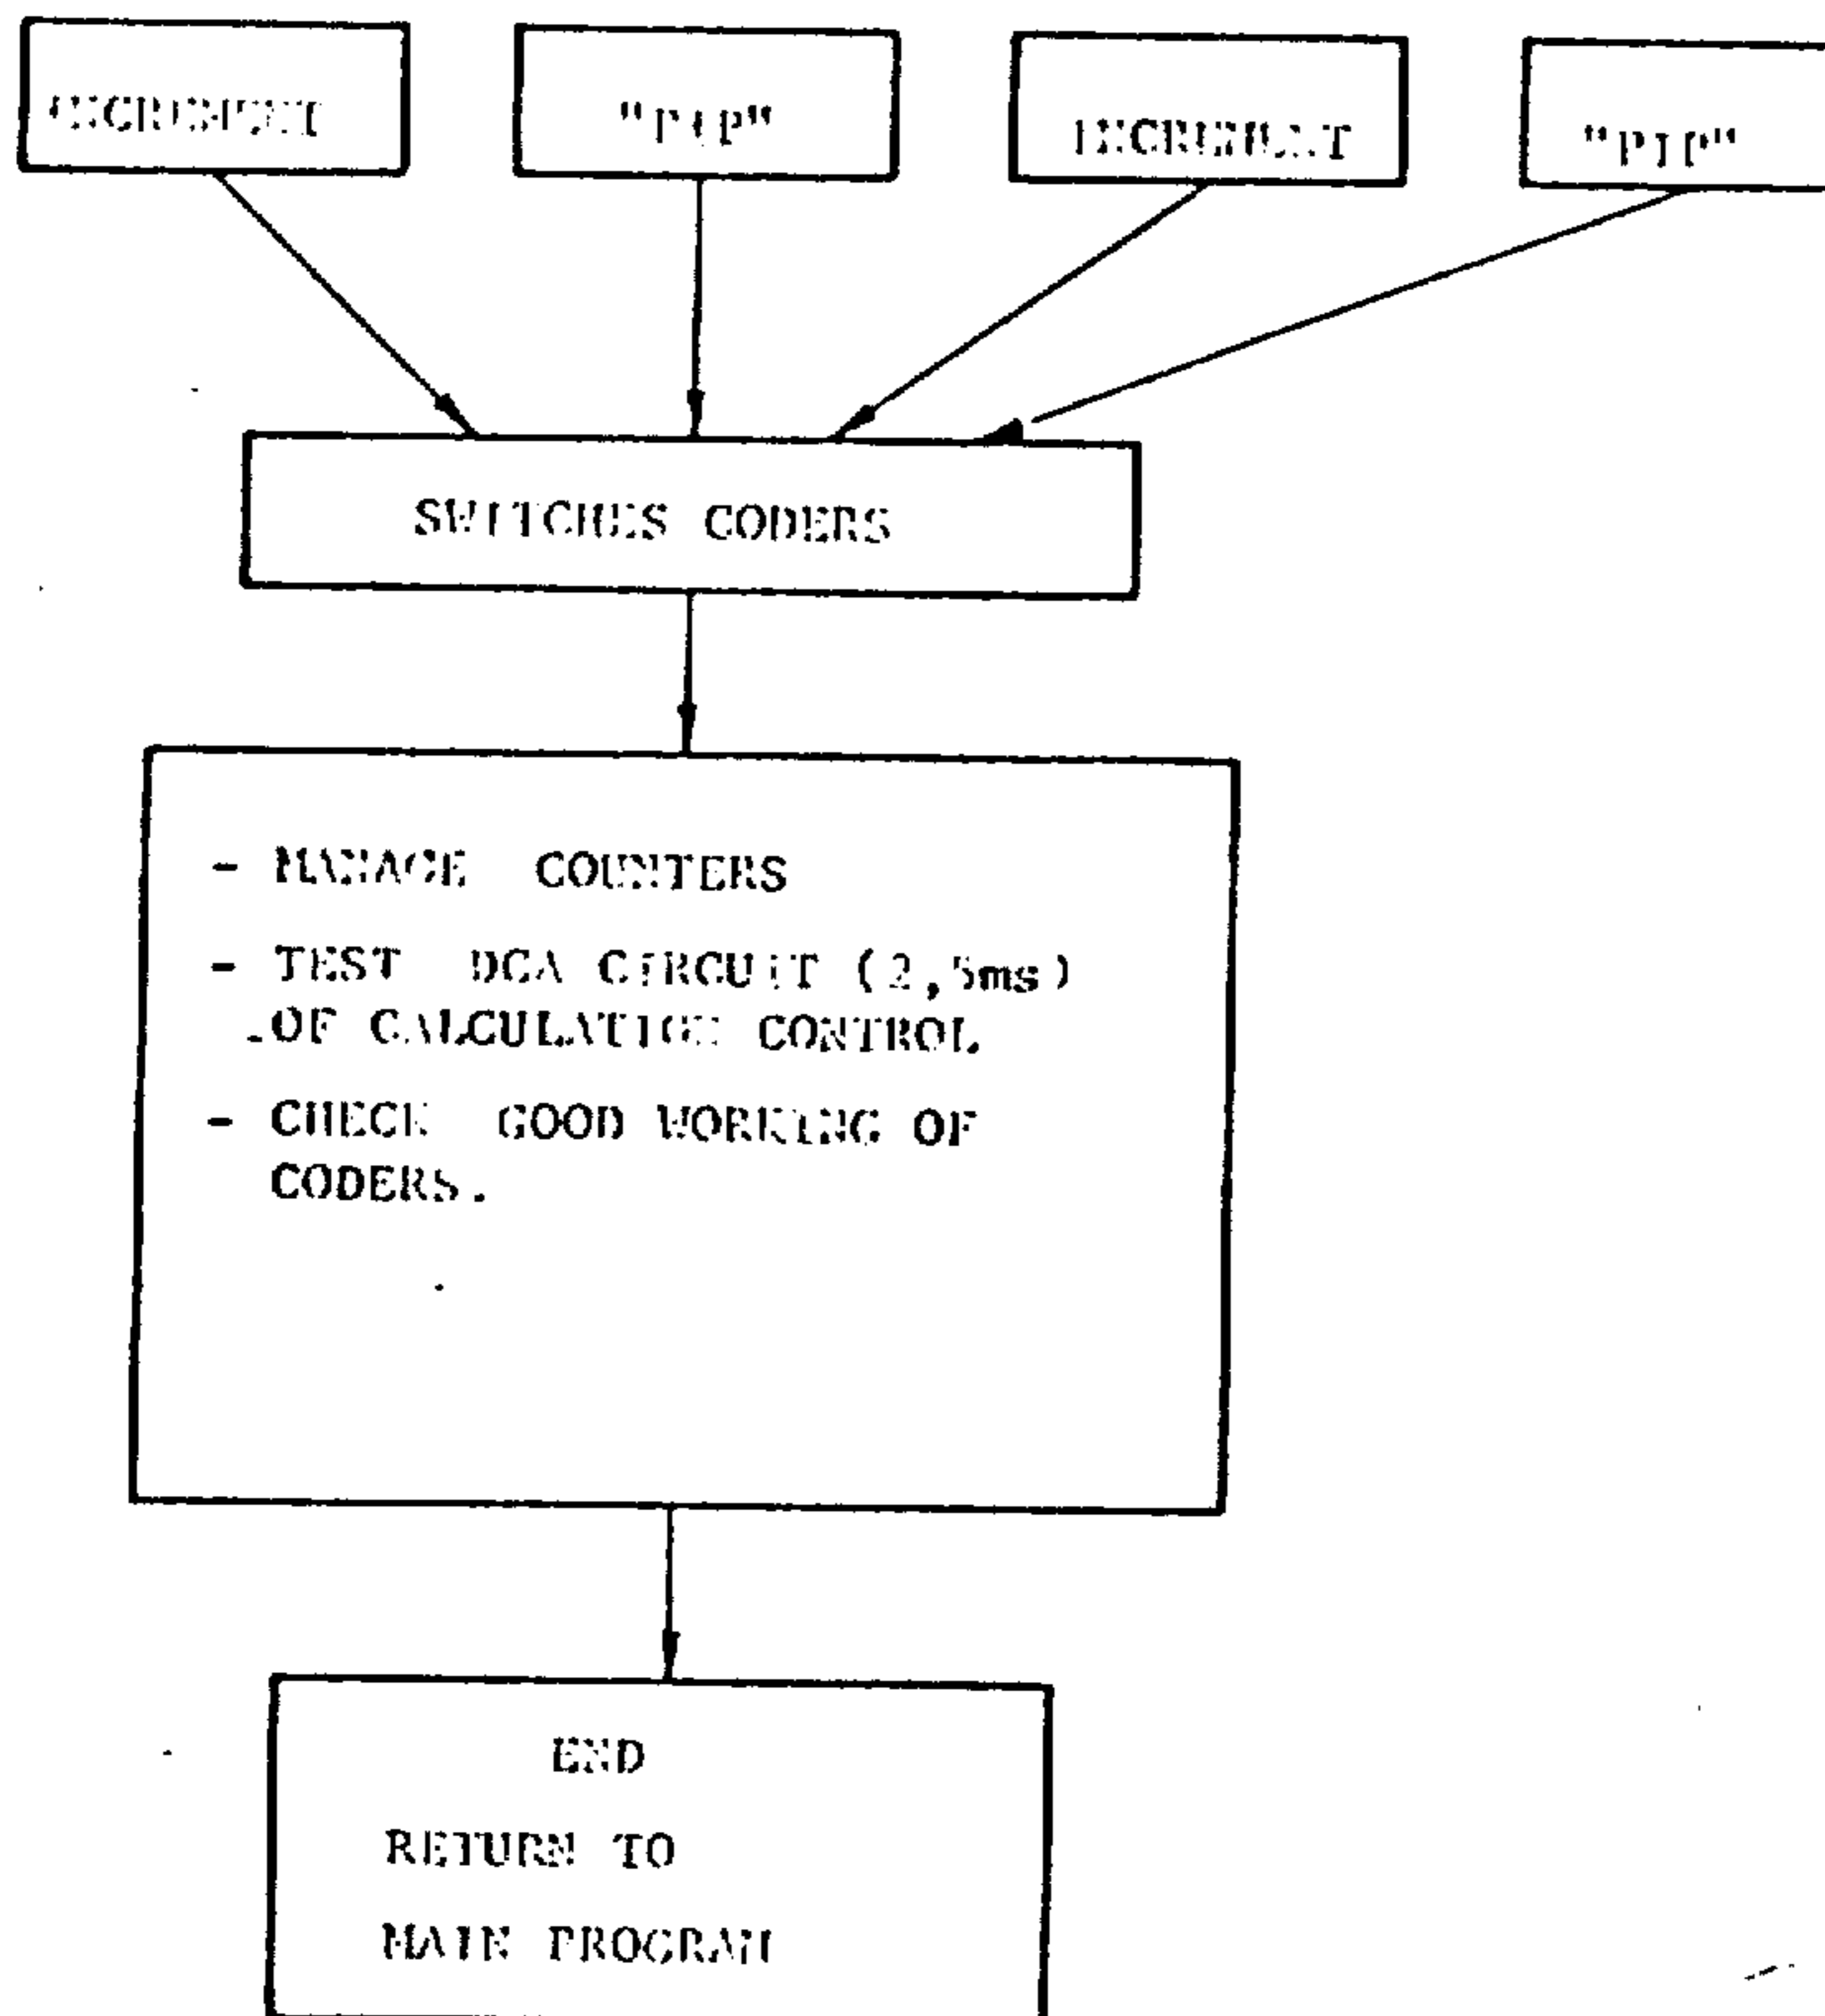 INCREMENT
"PIP"
INCREMENT
"PIP"
SWITCHES CODERS
- MANAGE COUNTERS
- TEST DCA CIRCUIT (2,5ms)
OF CALCULATION CONTROL
- CHECK GOOD WORKING OF
CODERS.
END
RETURN TO
MAIN PROGRAM